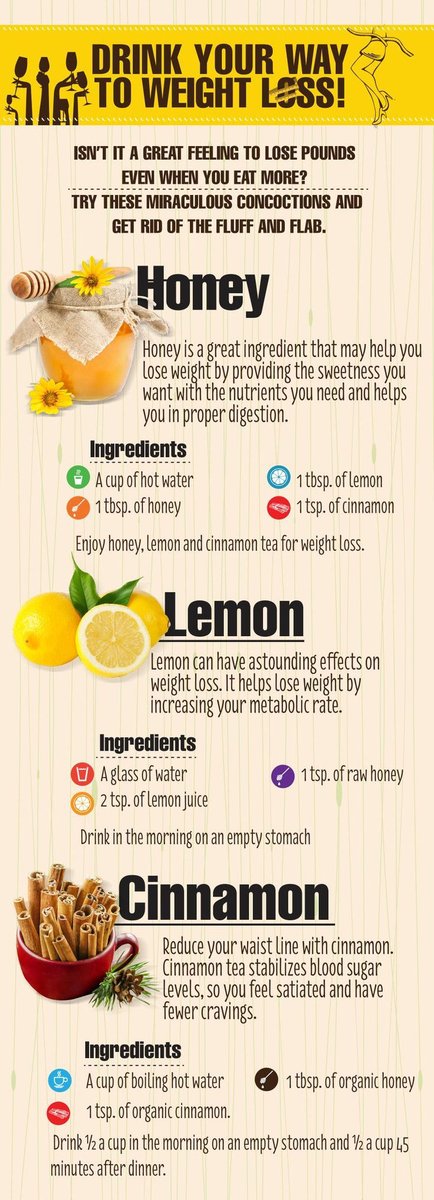 DRINK YOUR WAY
TO WEIGHT LOSS!
ISN'T IT A GREAT FEELING TO LOSE POUNDS
EVEN WHEN YOU EAT MORE?
TRY THESE MIRACULOUS CONCOCTIONS AND
GET RID OF THE FLUFF AND FLAB.
Honey
Honey is a great ingredient that may help you
lose weight by providing the sweetness you
want with the nutrients you need and helps
you in proper digestion.
Ingredients
A cup of hot water
1 tbsp. of lemon
1 tbsp. of honey
1 tsp. of cinnamon
Enjoy honey, lemon and cinnamon tea for weight loss.
Lemon
Lemon can have astounding effects on
weight loss. It helps lose weight by
increasing your metabolic rate.
Ingredients
A glass of water
1 tsp. of raw honey
2 tsp. of lemon juice
Drink in the morning on an empty stomach
Cinnamon
Reduce your waist line with cinnamon.
Cinnamon tea stabilizes blood sugar
levels, so you feel satiated and have
fewer cravings.
Ingredients
A cup of boiling hot water
1 tbsp. of organic honey
1 tsp. of organic cinnamon.
Drink ½ a cup in the morning on an empty stomach and ½ a cup 45
minutes after dinner.